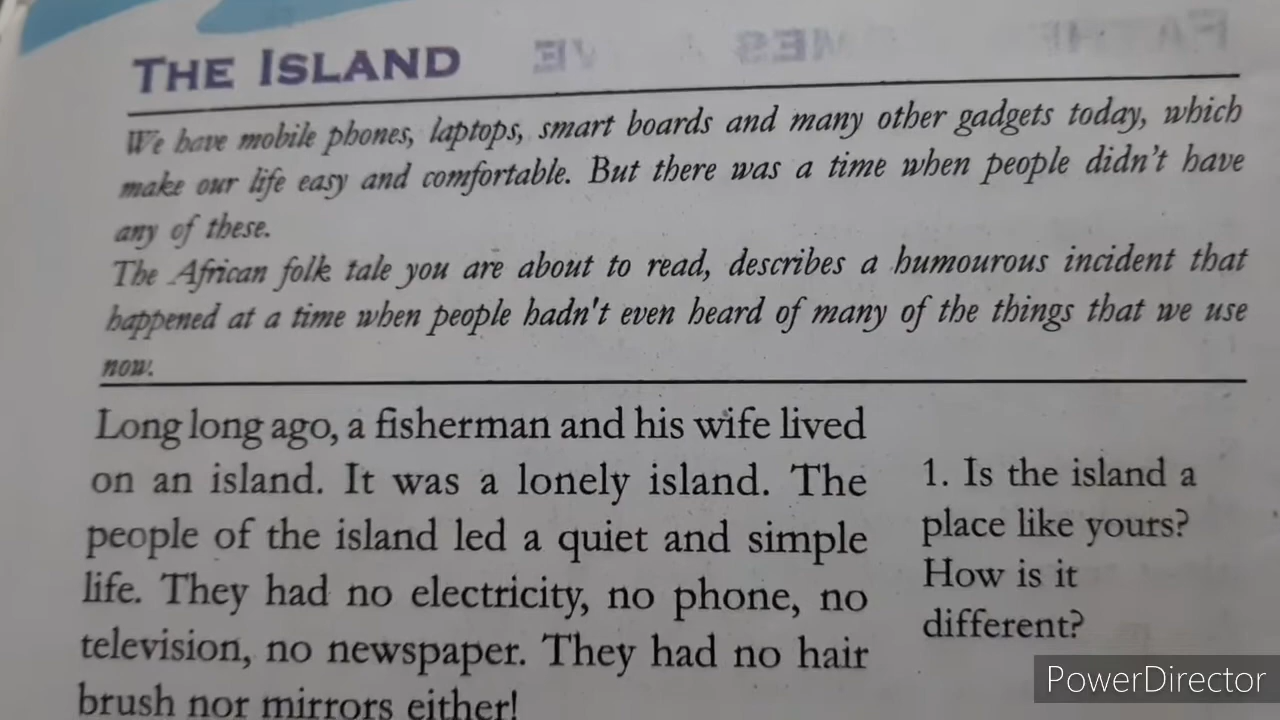 THE ISLAND
We have mobile phones, laptops, smart boards and many other gadgets today, which
make our life easy and comfortable. But there was a time when people didn't have
any of these.
The African folk tale you are about to read, describes a humourous incident that
happened at a time when people hadn't even heard of many of the things that we use
now.
Long long ago, a fisherman and his wife lived
on an island. It was a lonely island. The
people of the island led a quiet and simple
life. They had no electricity, no phone, no
television, no newspaper. They had no hair
brush nor mirrors either!
1. Is the island a
place like yours?
How is it
different?
PowerDirector